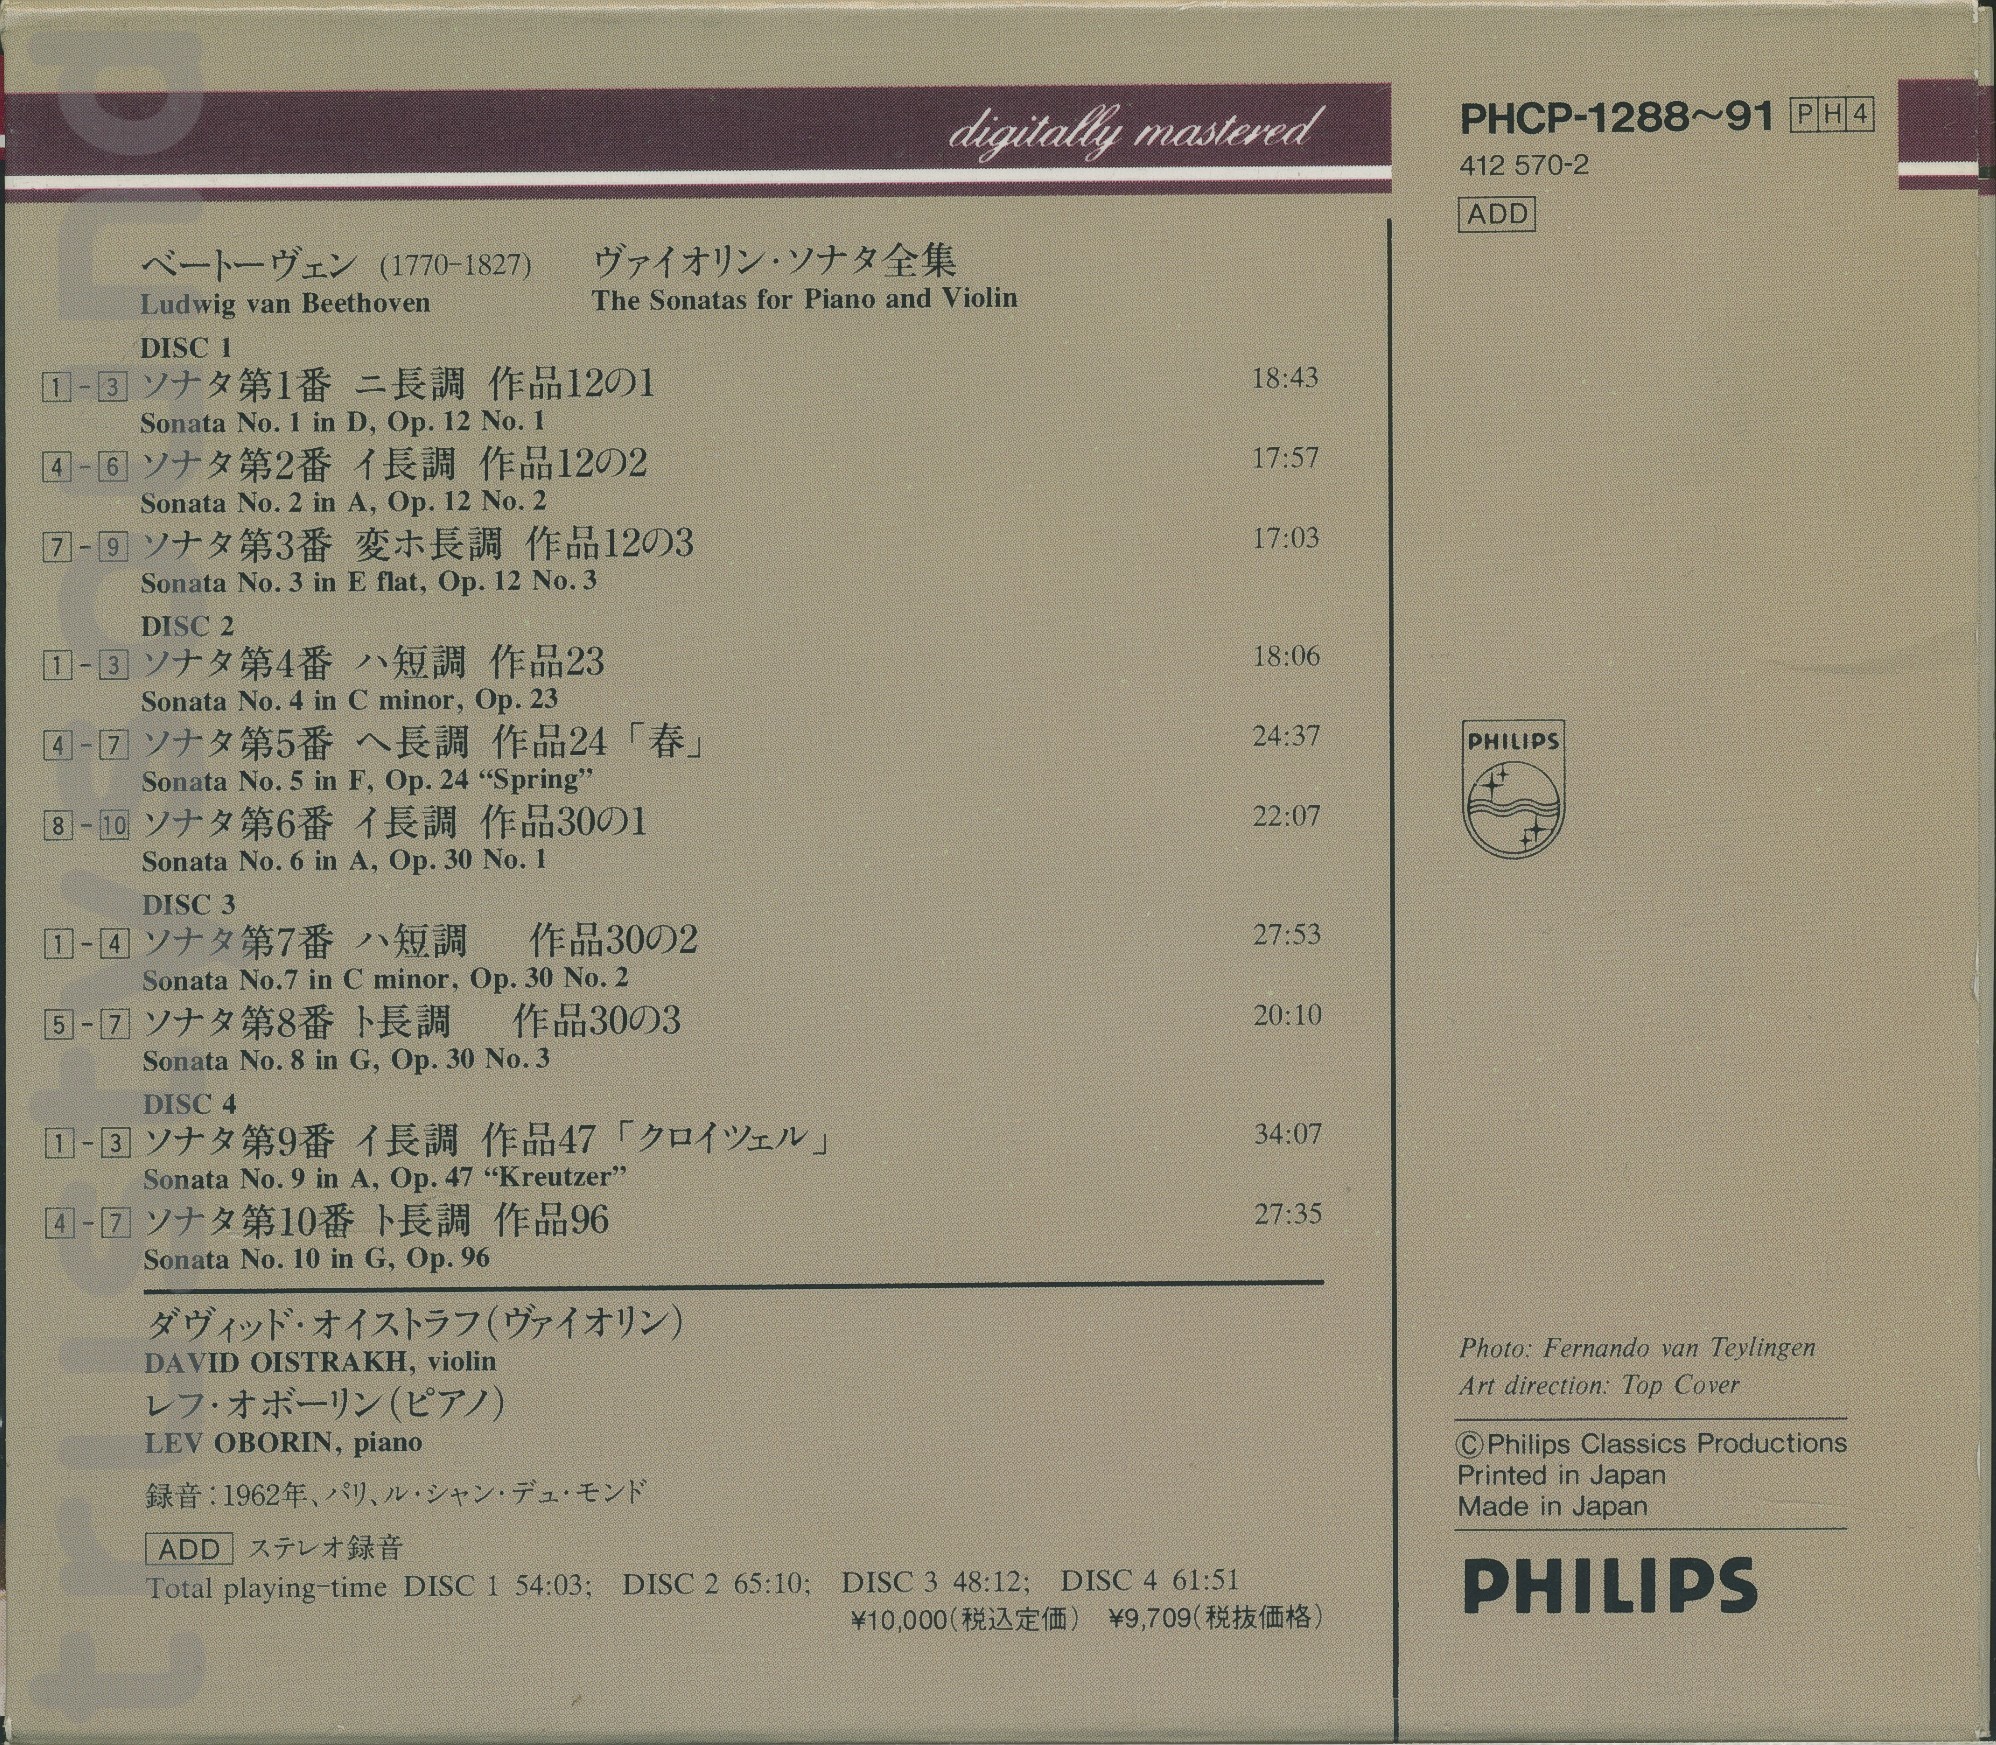 digitally mastered
PHCP-1288～91 PH4
412 570-2
ADD
ベートーヴェン (1770-1827) ヴァイオリン・ソナタ全集
Ludwig van Beethoven The Sonatas for Piano and Violin
DISC 1
1-3 ソナタ第1番 ニ長調 作品12の1 18:43
Sonata No. 1 in D, Op. 12 No. 1
4-6 ソナタ第2番 イ長調 作品12の2 17:57
Sonata No. 2 in A, Op. 12 No. 2
7-9 ソナタ第3番 変ホ長調 作品12の3 17:03
Sonata No. 3 in E flat, Op. 12 No. 3
DISC 2
1-3 ソナタ第4番 ハ短調 作品23 18:06
Sonata No. 4 in C minor, Op. 23
4-7 ソナタ第5番 ヘ長調 作品24「春」 24:37
Sonata No. 5 in F, Op. 24 “Spring”
8-10 ソナタ第6番 イ長調 作品30の1 22:07
Sonata No. 6 in A, Op. 30 No. 1
DISC 3
1-4 ソナタ第7番 ハ短調 作品30の2 27:53
Sonata No.7 in C minor, Op. 30 No. 2
5-7 ソナタ第8番 ト長調 作品30の3 20:10
Sonata No. 8 in G, Op. 30 No. 3
DISC 4
1-3 ソナタ第9番 イ長調 作品47「クロイツェル」 34:07
Sonata No. 9 in A, Op. 47 “Kreutzer”
4-7 ソナタ第10番 ト長調 作品96 27:35
Sonata No. 10 in G, Op. 96
ダヴィッド・オイストラフ(ヴァイオリン)
DAVID OISTRAKH, violin
レフ・オボーリン(ピアノ)
LEV OBORIN, piano
録音：1962年、パリ、ル・シャン・デュ・モンド
ADD ステレオ録音
Total playing-time DISC 1 54:03; DISC 2 65:10; DISC 3 48:12; DISC 4 61:51
¥10,000(税込定価) ¥9,709(税抜価格)
PHILIPS
Photo: Fernando van Teylingen
Art direction: Top Cover
©Philips Classics Productions
Printed in Japan
Made in Japan
PHILIPS